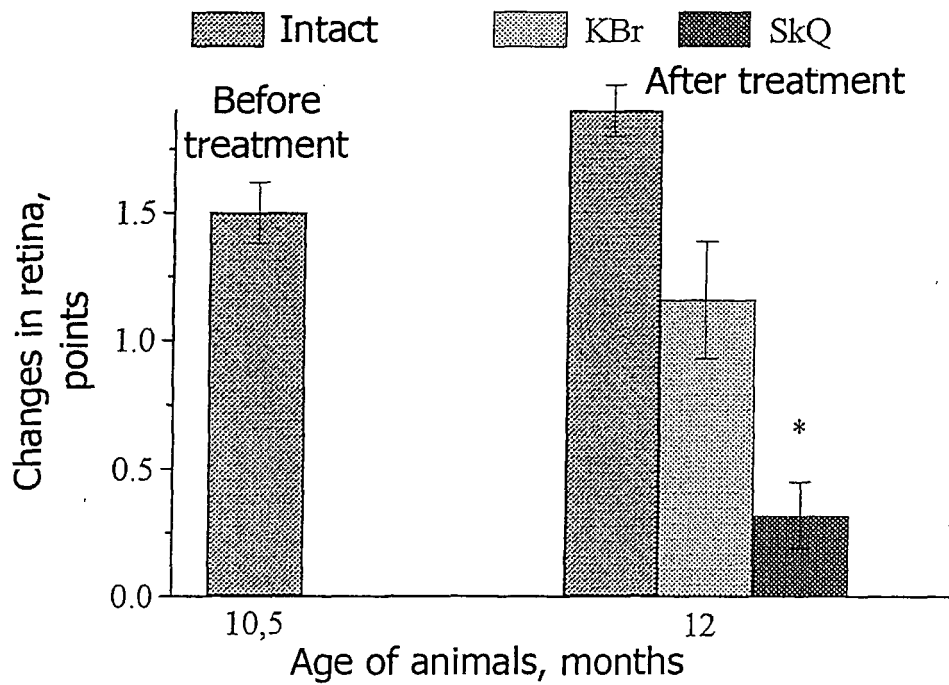 Intact KBr SkQ
Before
treatment
After treatment
Changes in retina,
points
1.5
1.0
0.5
0.0
*
10,5 12
Age of animals, months